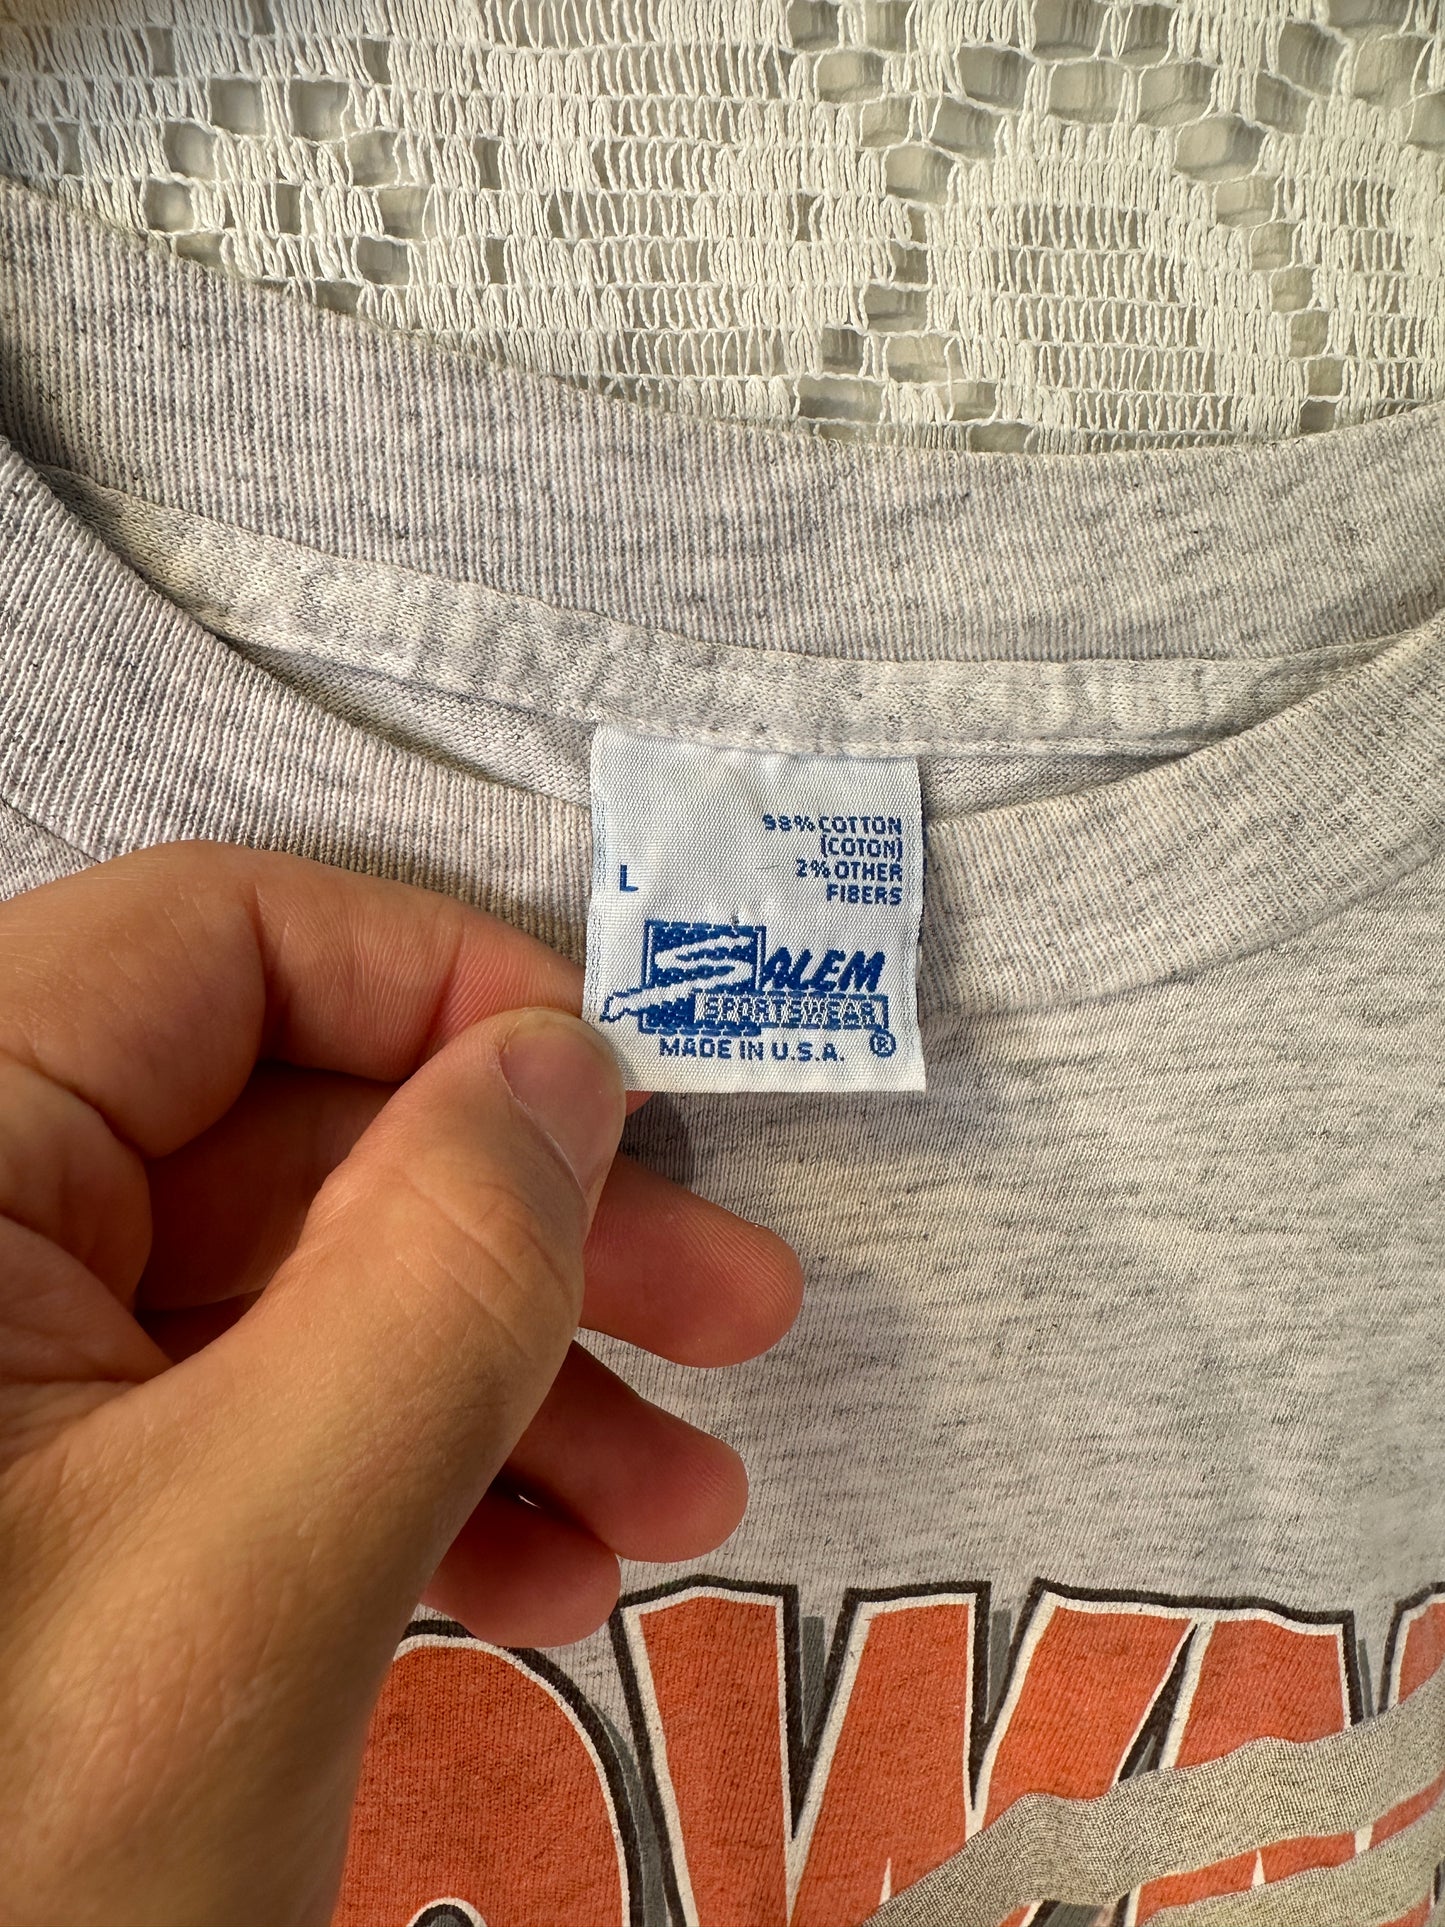 98% COTTON
(COTON)
2% OTHER
FIBERS
L
SALEM
SPORTSWEAR
MADE IN U.S.A. ®